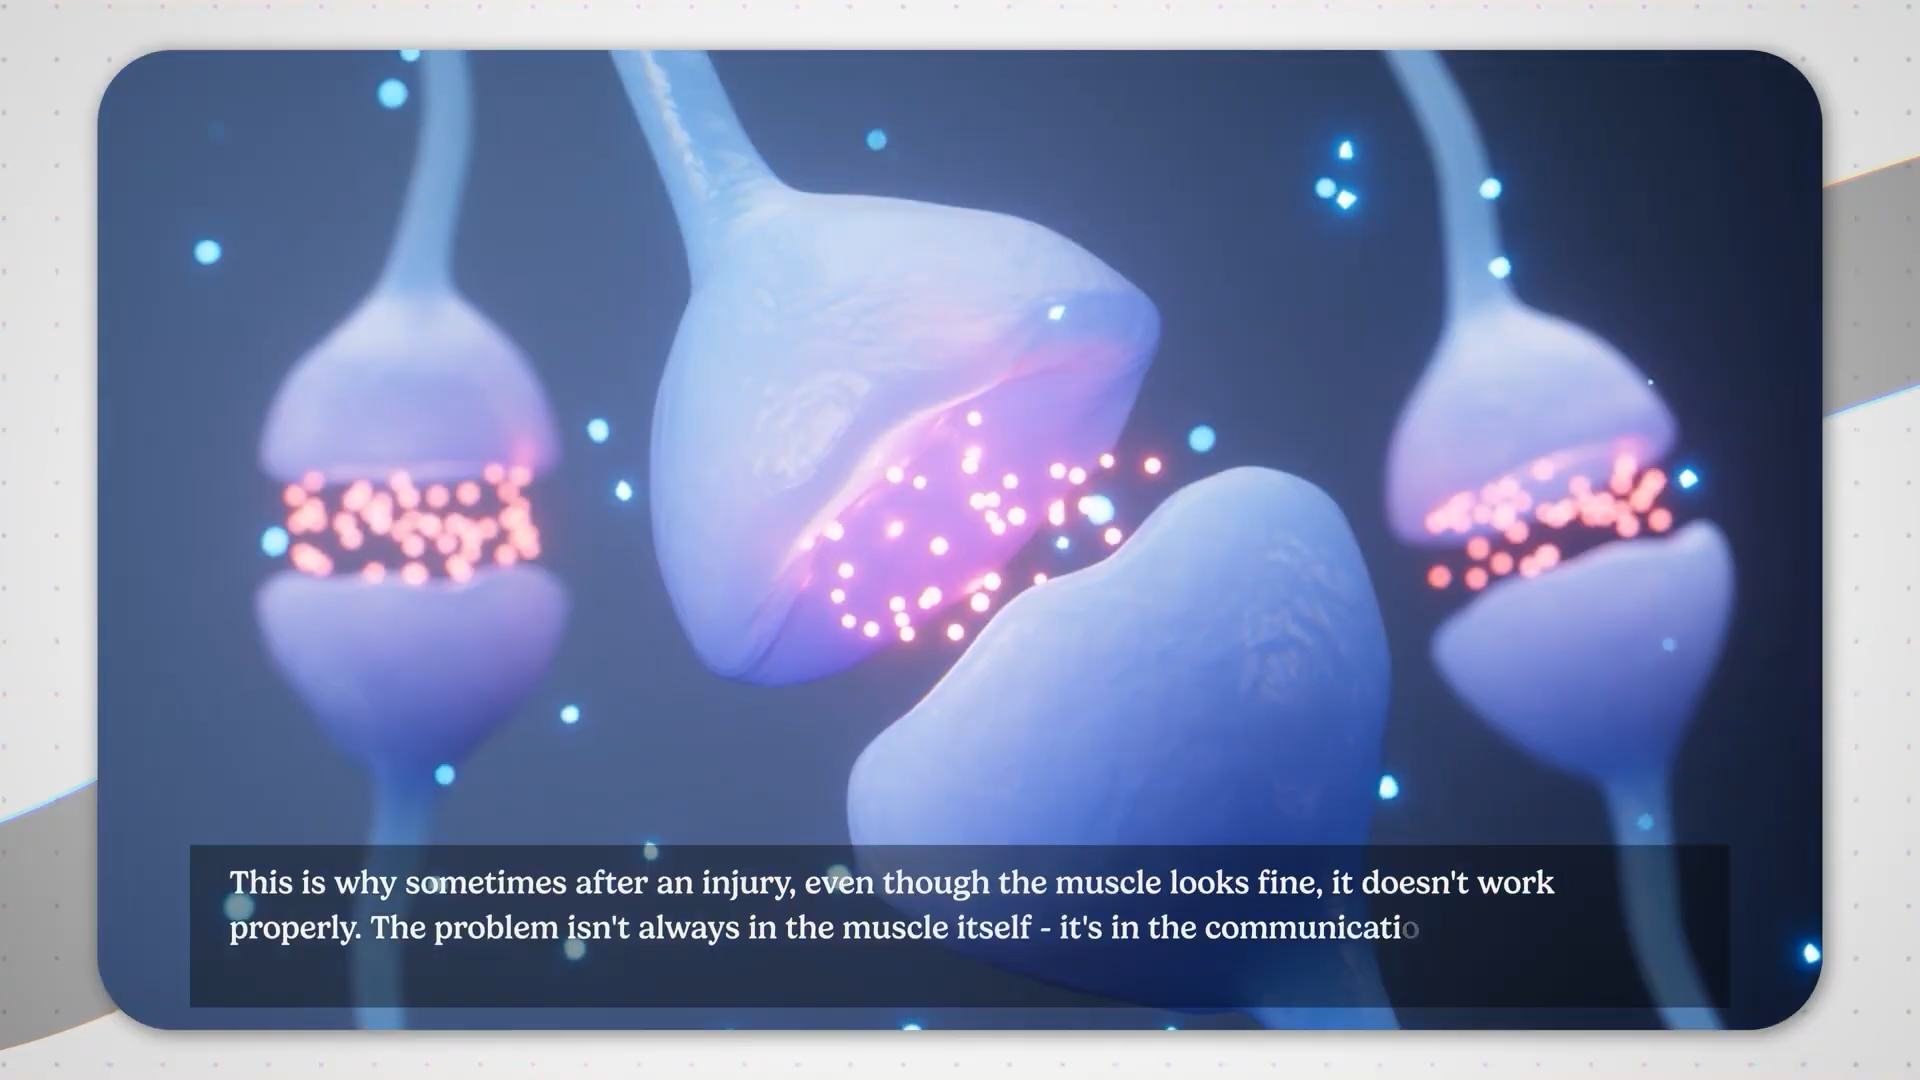 This is why sometimes after an injury, even though the muscle looks fine, it doesn't work
properly. The problem isn't always in the muscle itself - it's in the communicatio